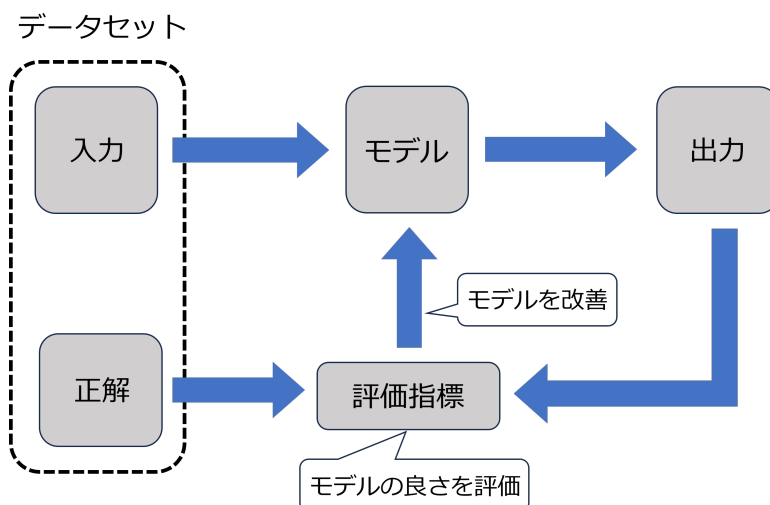 データセット
入力
モデル
出力
モデルを改善
正解
評価指標
モデルの良さを評価